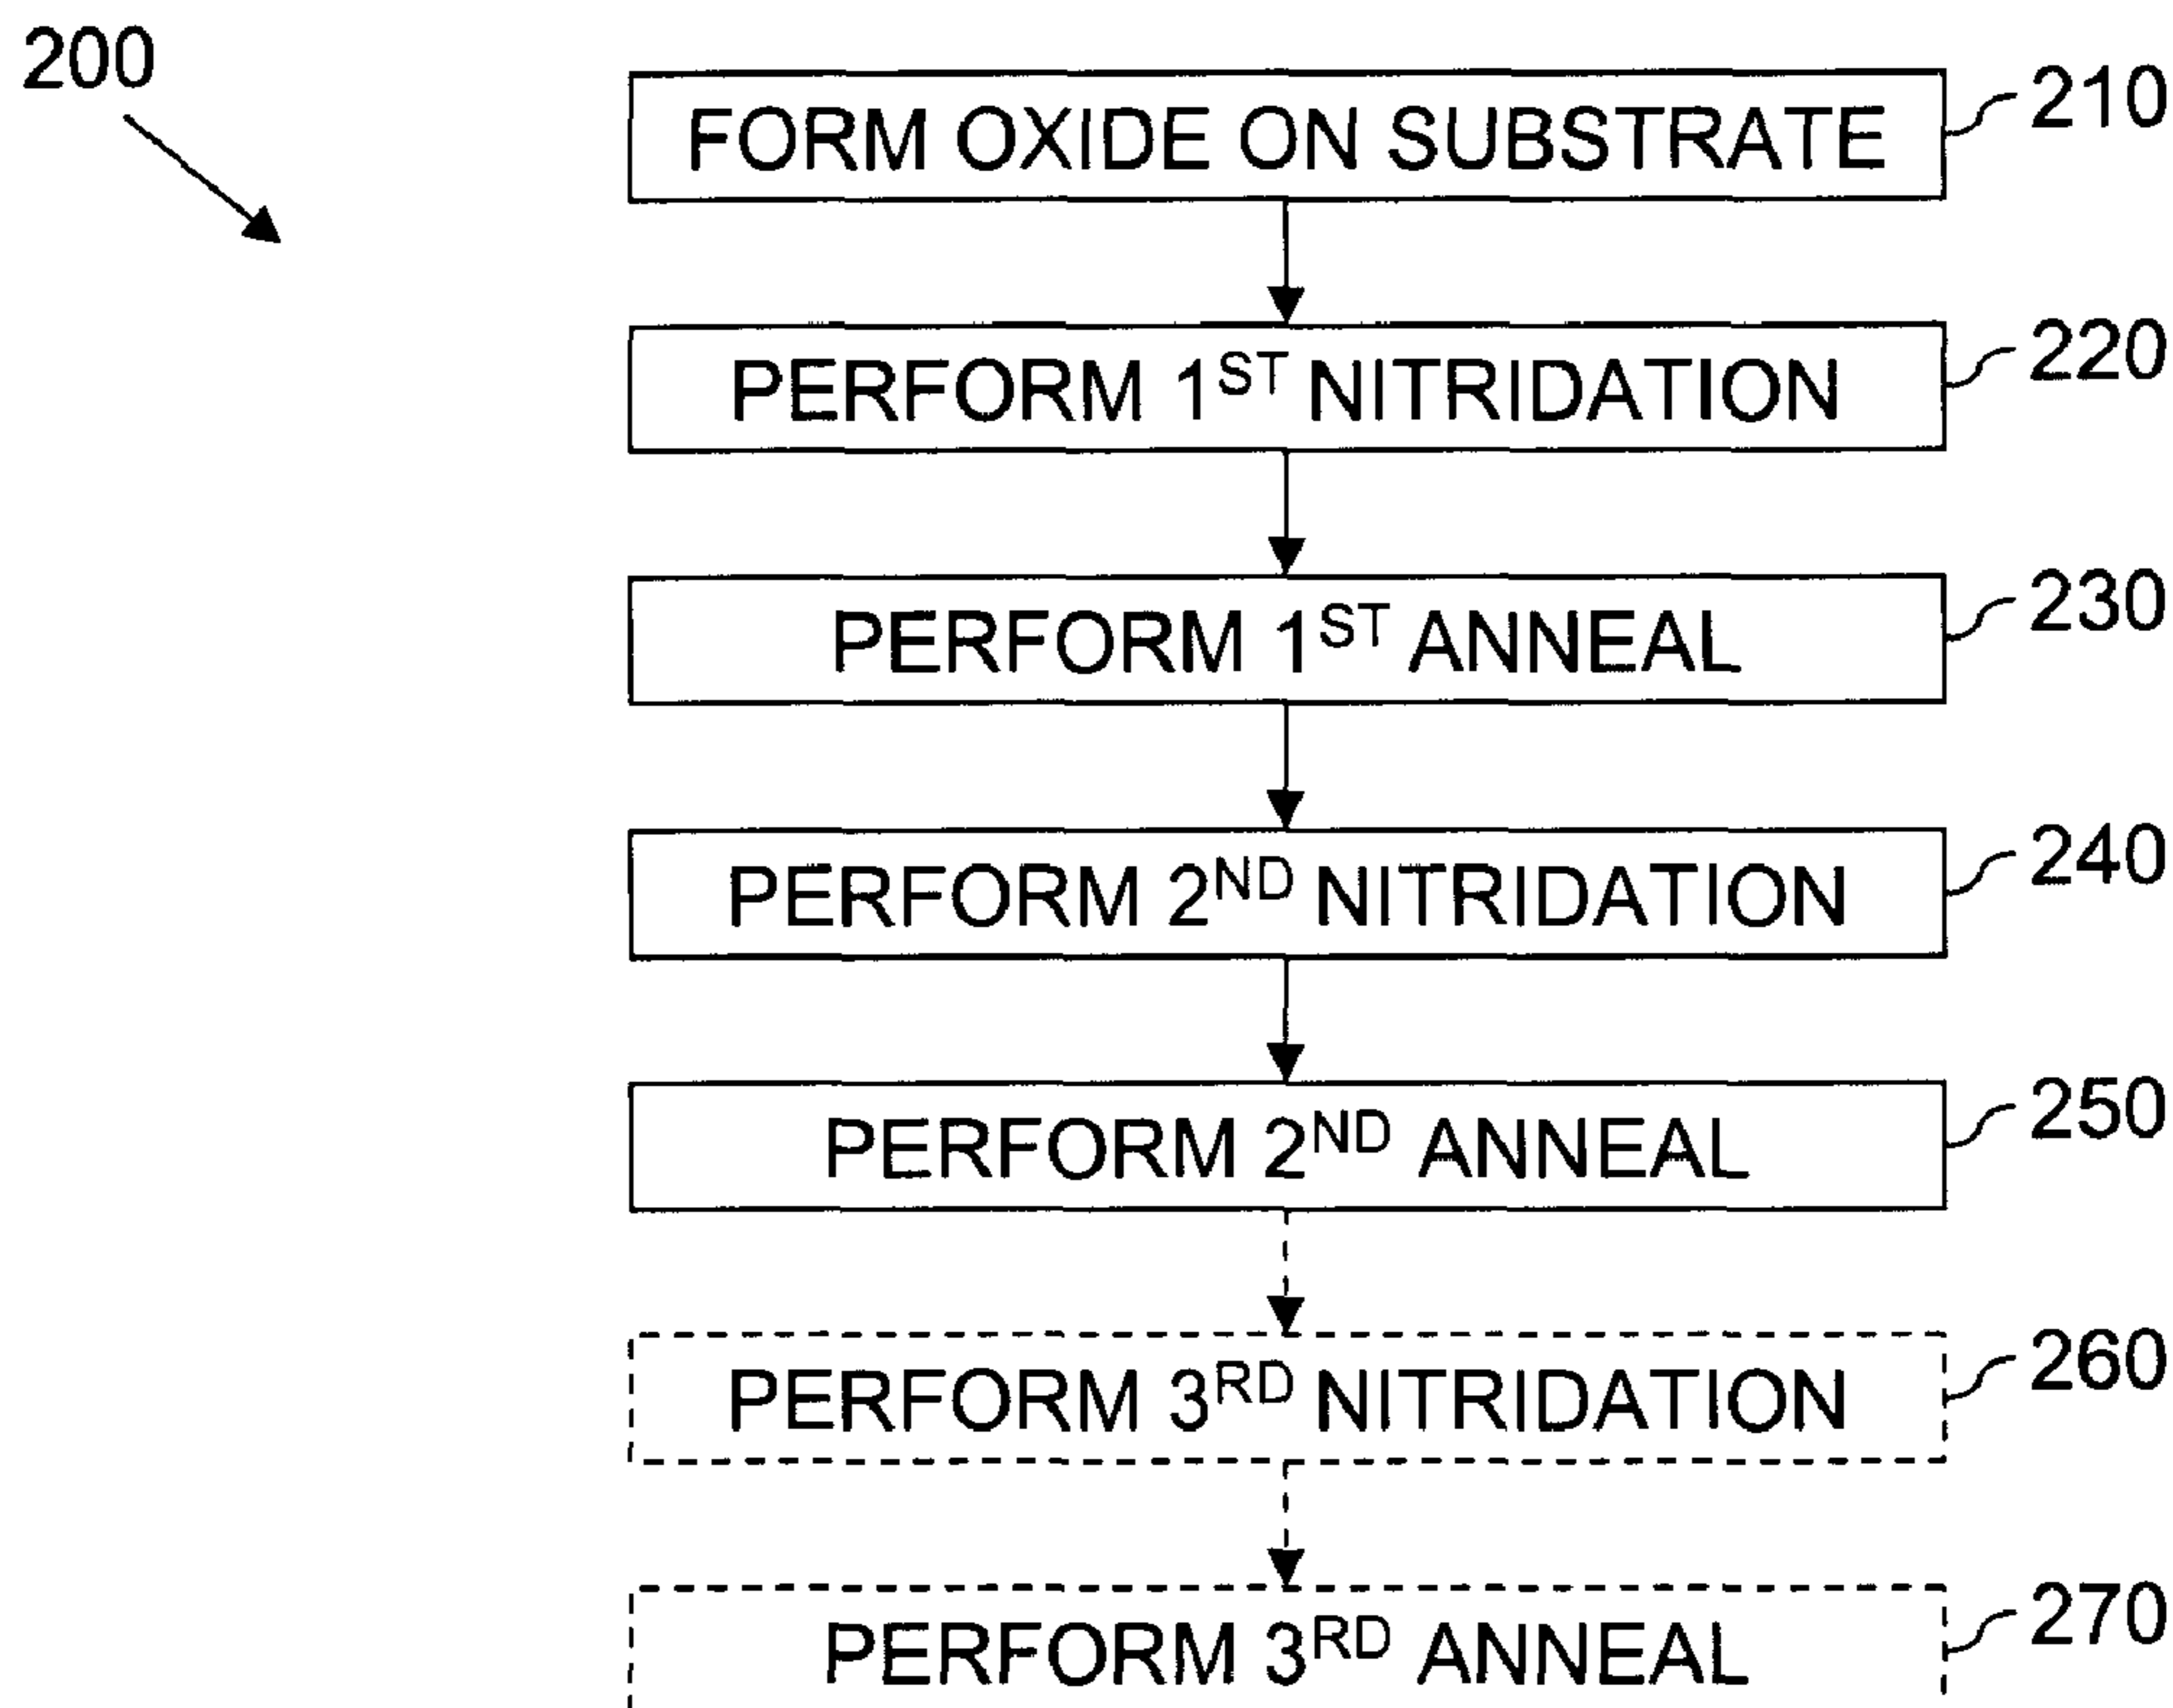 200
FORM OXIDE ON SUBSTRATE 210
PERFORM 1ST NITRIDATION 220
PERFORM 1ST ANNEAL 230
PERFORM 2ND NITRIDATION 240
PERFORM 2ND ANNEAL 250
PERFORM 3RD NITRIDATION 260
PERFORM 3RD ANNEAL 270